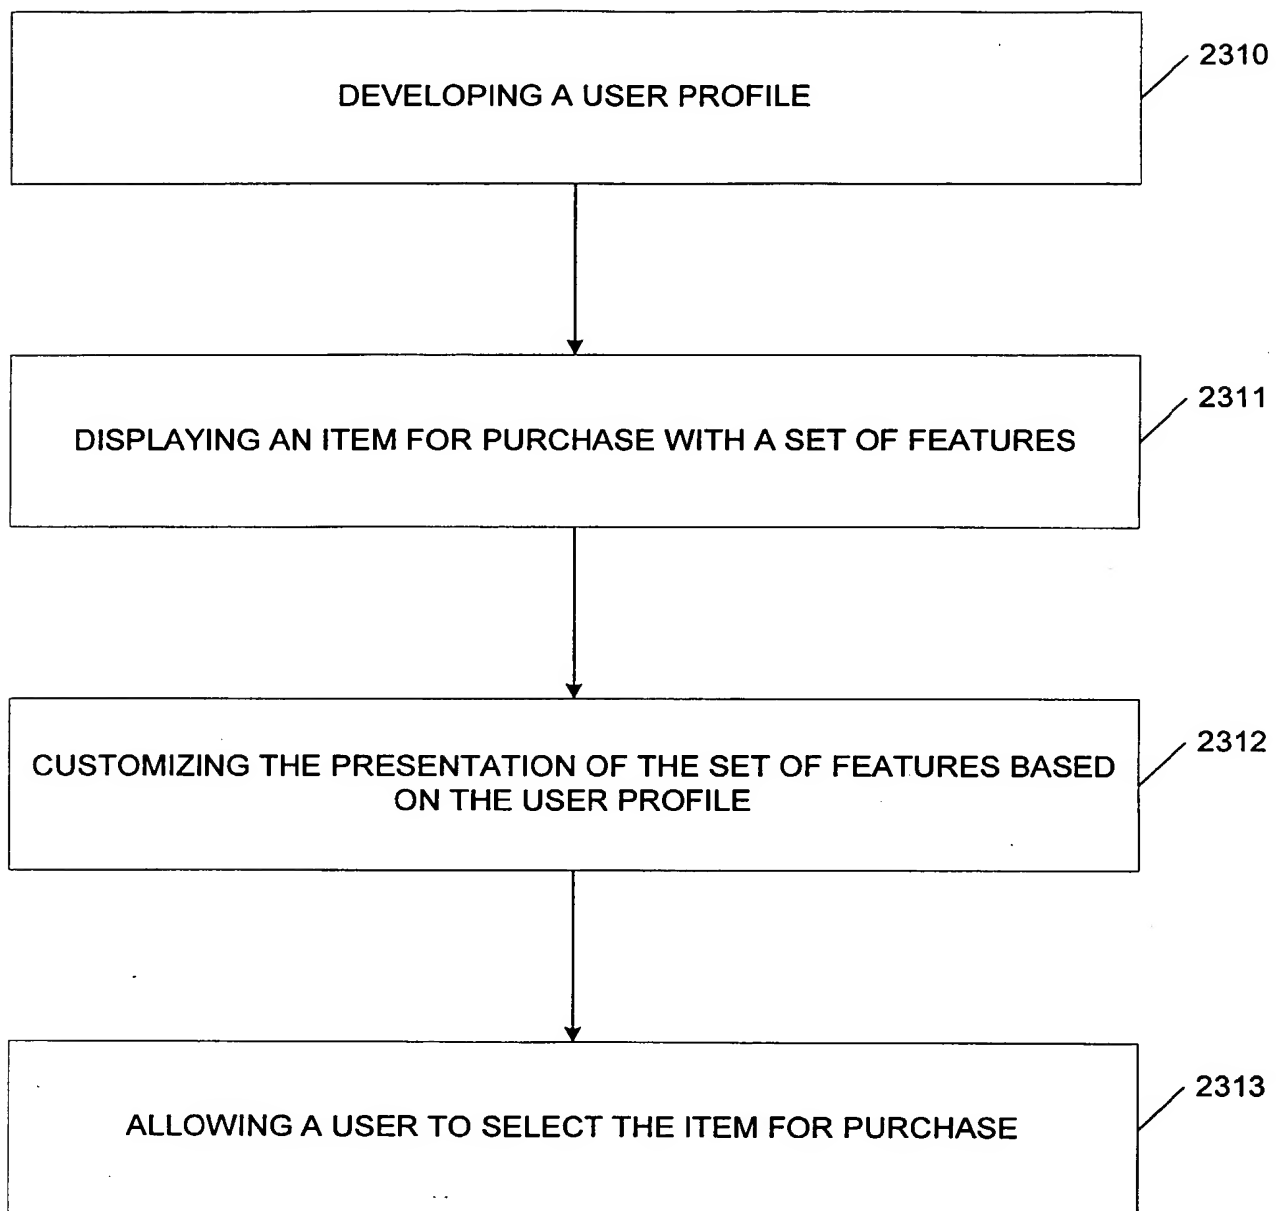 2310
DEVELOPING A USER PROFILE
2311
DISPLAYING AN ITEM FOR PURCHASE WITH A SET OF FEATURES
2312
CUSTOMIZING THE PRESENTATION OF THE SET OF FEATURES BASED
ON THE USER PROFILE
2313
ALLOWING A USER TO SELECT THE ITEM FOR PURCHASE